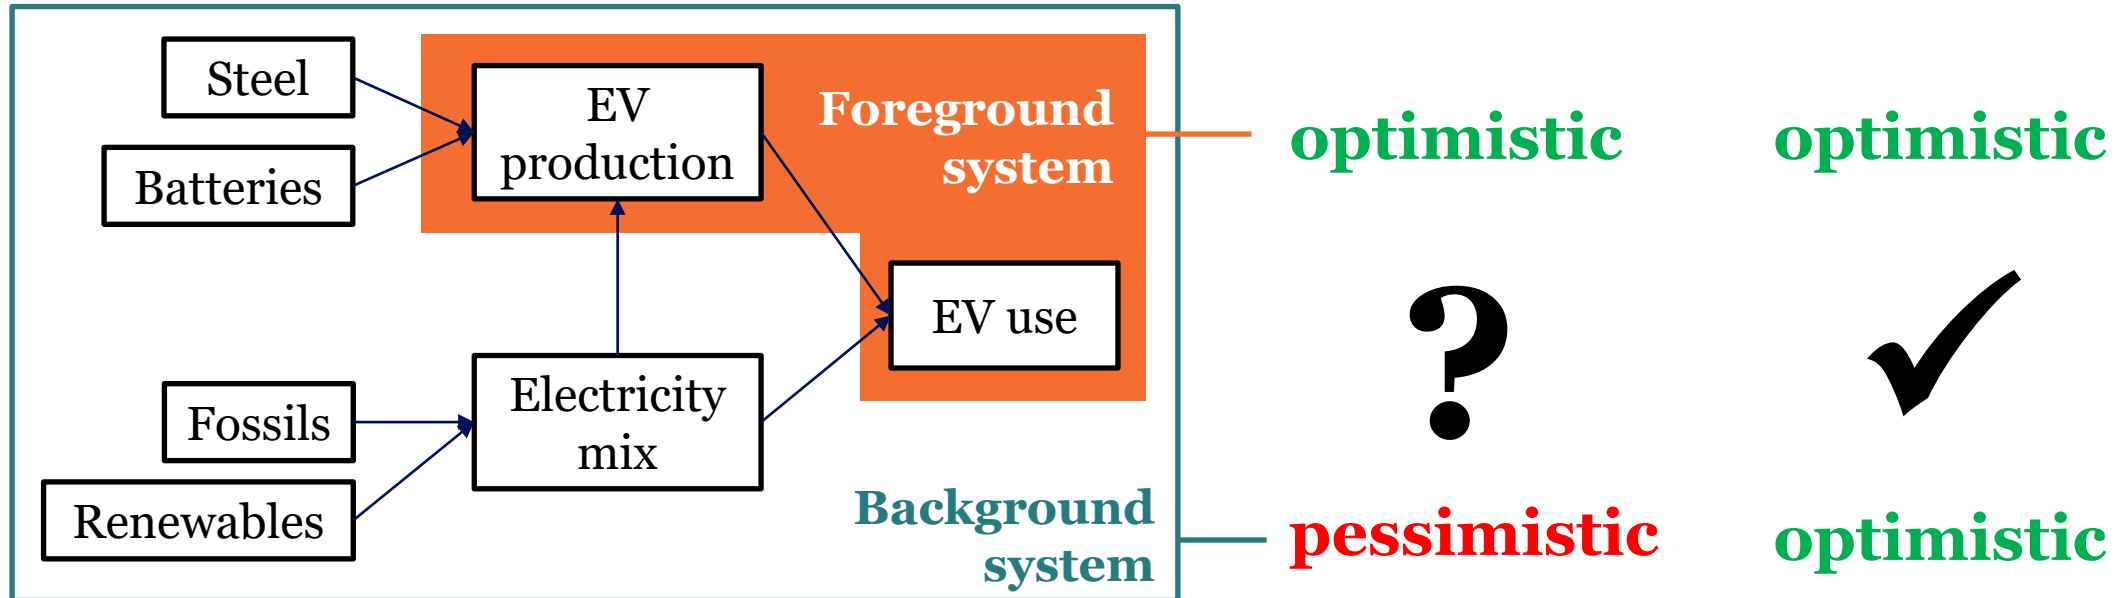 Steel
Batteries
EV
production
Foreground
system
EV use
Fossils
Renewables
Electricity
mix
Background
system
optimistic
optimistic
?
pessimistic
optimistic